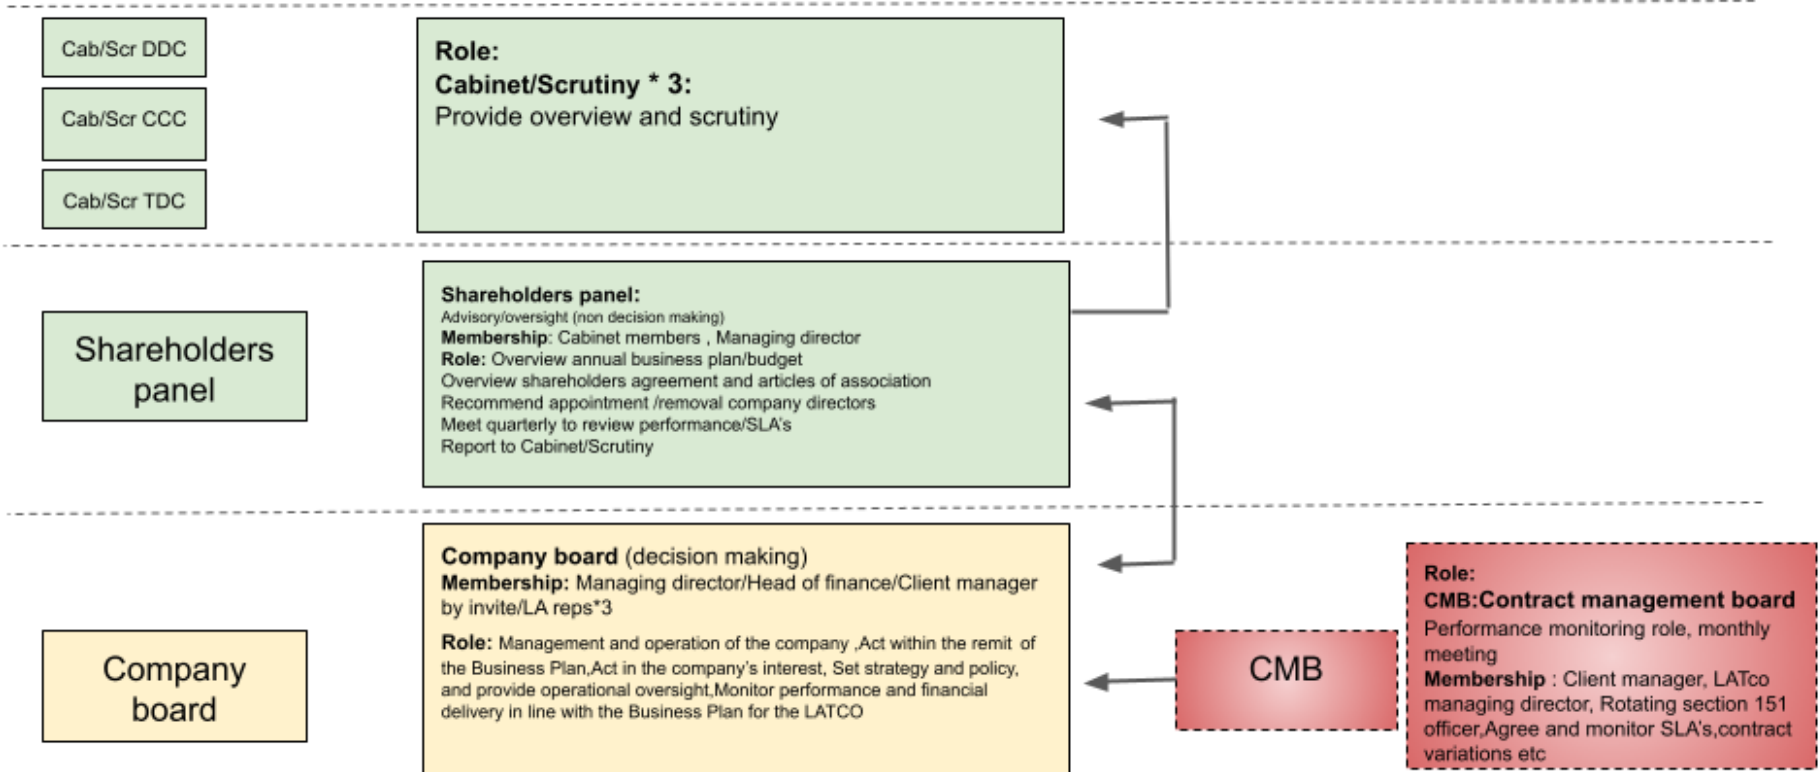 Cab/Scr DDC
Cab/Scr CCC
Cab/Scr TDC
Role:
Cabinet/Scrutiny * 3:
Provide overview and scrutiny
Shareholders
panel
Shareholders panel:
Advisory/oversight (non decision making)
Membership: Cabinet members , Managing director
Role: Overview annual business plan/budget
Overview shareholders agreement and articles of association
Recommend appointment /removal company directors
Meet quarterly to review performance/SLA's
Report to Cabinet/Scrutiny
Company
board
Company board (decision making)
Membership: Managing director/Head of finance/Client manager
by invite/LA reps*3
Role: Management and operation of the company ,Act within the remit of
the Business Plan,Act in the company's interest, Set strategy and policy,
and provide operational oversight,Monitor performance and financial
delivery in line with the Business Plan for the LATCO
CMB
Role:
CMB:Contract management board
Performance monitoring role, monthly
meeting
Membership : Client manager, LATco
managing director, Rotating section 151
officer,Agree and monitor SLA's,contract
variations etc